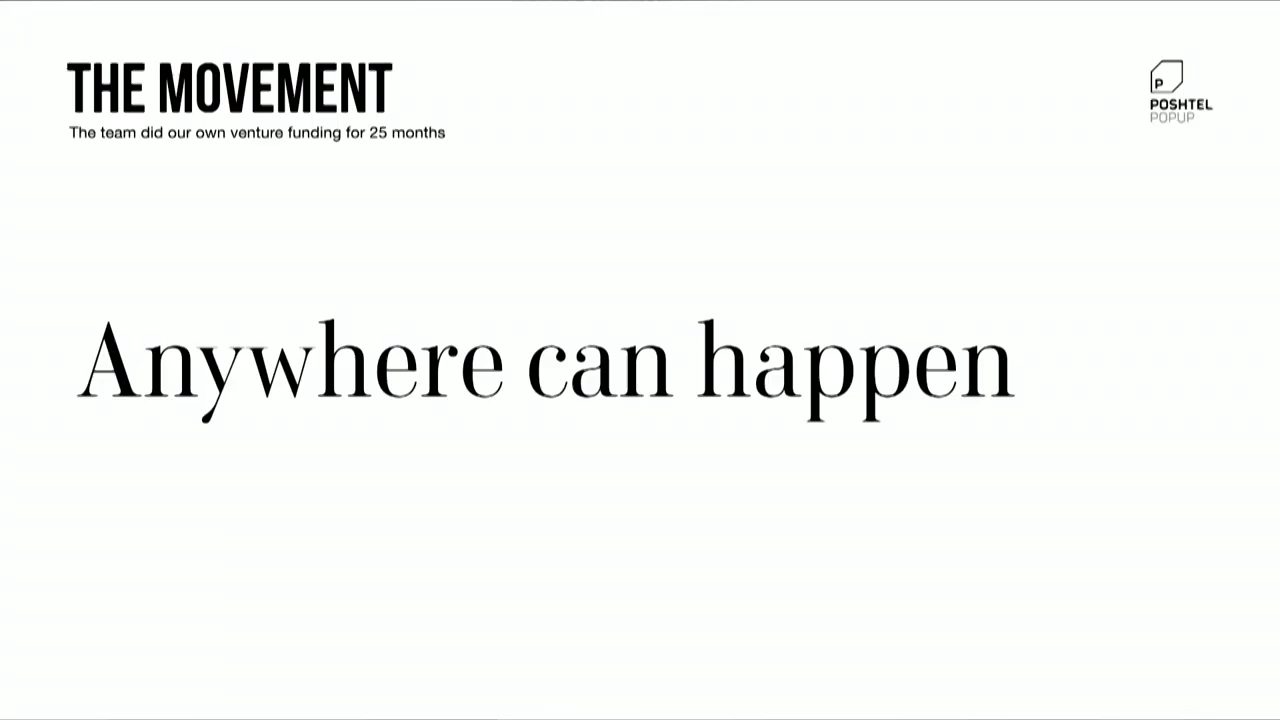 THE MOVEMENT
The team did our own venture funding for 25 months
P
POSHTEL
POPUP
Anywhere can happen